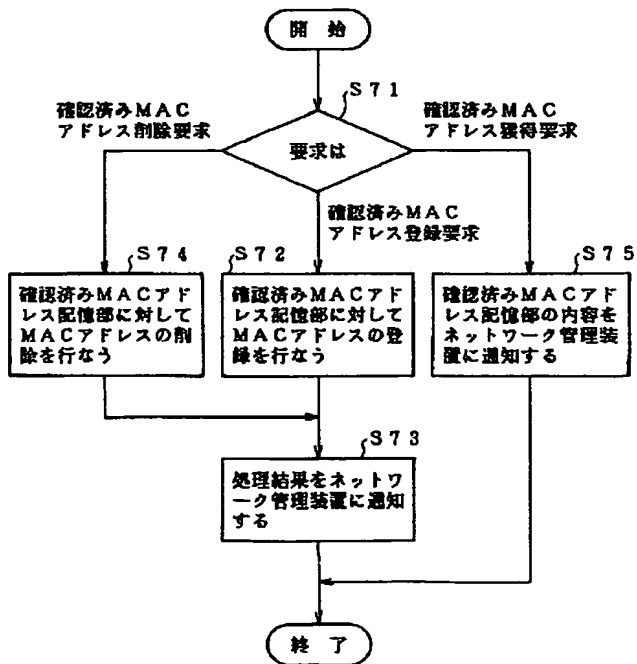 開 始
S71
確認済みMAC
アドレス削除要求
確認済みMAC
アドレス獲得要求
要求は
確認済みMAC
アドレス登録要求
S74
S72
S75
確認済みMACアド
レス記憶部に対して
MACアドレスの削
除を行なう
確認済みMACアド
レス記憶部に対して
MACアドレスの登
録を行なう
確認済みMACアド
レス記憶部の内容を
ネットワーク管理装
置に通知する
S73
処理結果をネットワ
ーク管理装置に通知
する
終 了